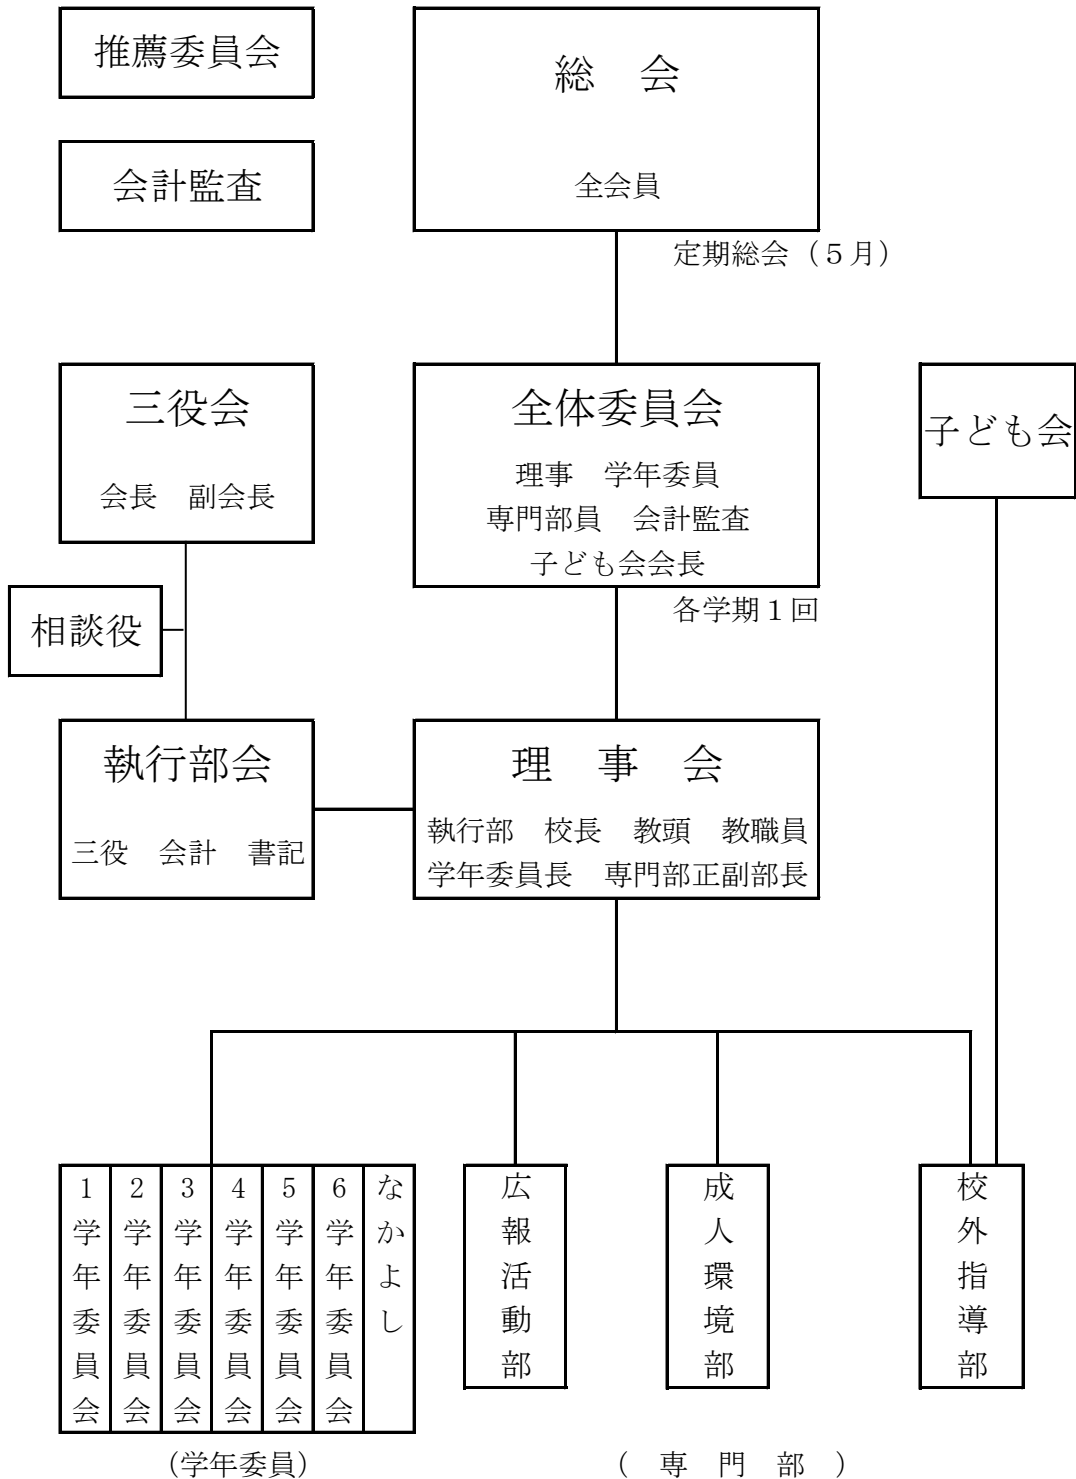 推薦委員会
総　会
全会員
会計監査
定期総会（５月）
三役会
会長　副会長
全体委員会
理事　学年委員
専門部員　会計監査
子ども会会長
子ども会
各学期１回
相談役
執行部会
三役　会計　書記
理　事　会
執行部　校長　教頭　教職員
学年委員長　専門部正副部長
1学年委員会
2学年委員会
3学年委員会
4学年委員会
5学年委員会
6学年委員会
なかよし
広報活動部
成人環境部
校外指導部
（学年委員）
（　専　門　部　）